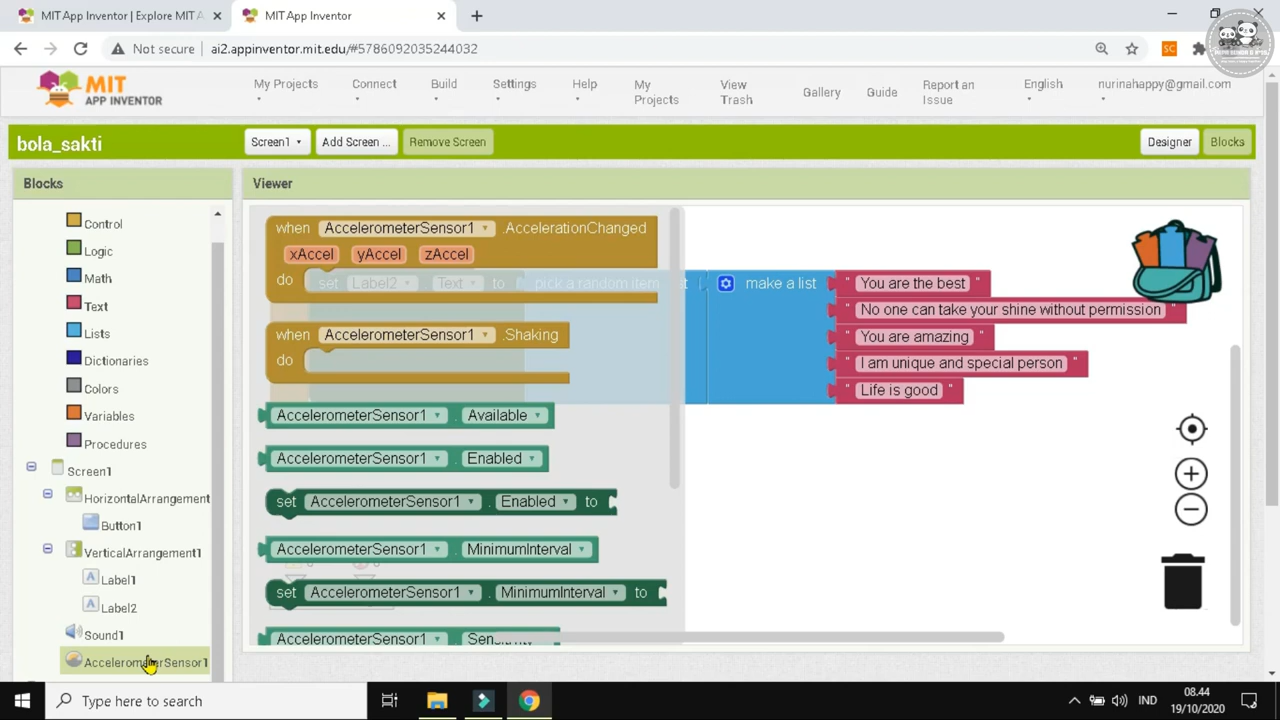 MIT App Inventor | Explore MIT A
MIT App Inventor
Not secure
ai2.appinventor.mit.edu/#5786092035244032
SC
MIT
APP INVENTOR
My Projects
Connect
Build
Settings
Help
My Projects
View Trash
Gallery
Guide
Report an Issue
English
nurinahappy@gmail.com
bola_sakti
Screen1
Add Screen ...
Remove Screen
Designer
Blocks
Blocks
Control
Logic
Math
Text
Lists
Dictionaries
Colors
Variables
Procedures
Screen1
HorizontalArrangement
Button1
VerticalArrangement1
A Label1
A Label2
Sound1
AccelerometerSensor1
Viewer
when AccelerometerSensor1 .AccelerationChanged
xAccel yAccel zAccel
do
set Label2 . Text to pick a random item
make a list
" You are the best "
" No one can take your shine without permission "
" You are amazing "
" I am unique and special person "
" Life is good "
when AccelerometerSensor1 .Shaking
do
AccelerometerSensor1 . Available
AccelerometerSensor1 . Enabled
set AccelerometerSensor1 . Enabled to
AccelerometerSensor1 . MinimumInterval
set AccelerometerSensor1 . MinimumInterval to
AccelerometerSensor1 . Sensitivity
Type here to search
IND
08.44
19/10/2020